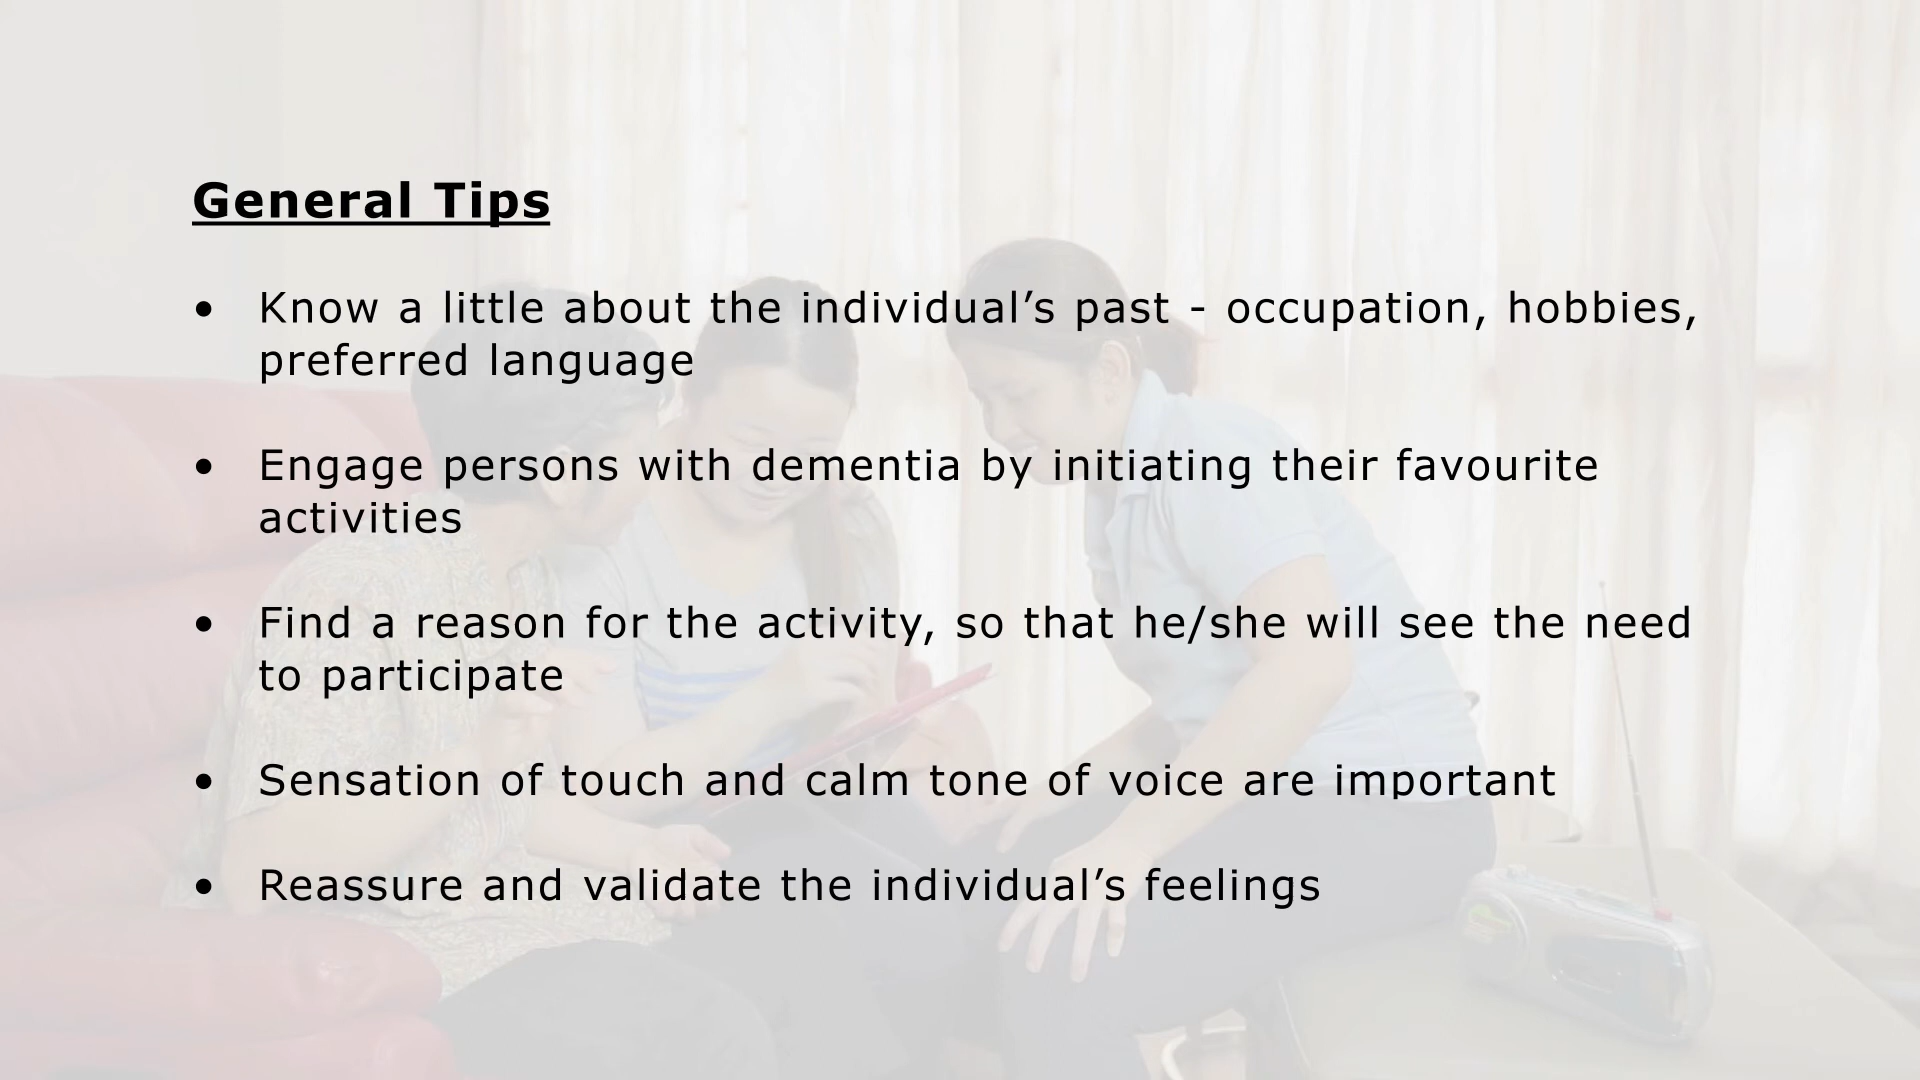 General Tips
• Know a little about the individual’s past - occupation, hobbies,
preferred language
• Engage persons with dementia by initiating their favourite
activities
• Find a reason for the activity, so that he/she will see the need
to participate
• Sensation of touch and calm tone of voice are important
• Reassure and validate the individual’s feelings